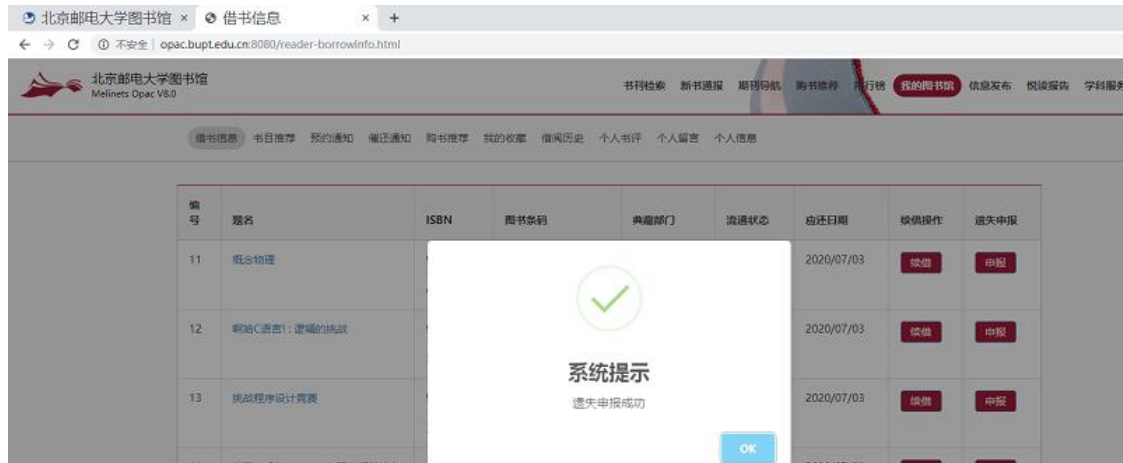 北京邮电大学图书馆 × 借书信息 × +
不安全 opac.bupt.edu.cn:8080/reader-borrowinfo.html
北京邮电大学图书馆
Melinets Opac V8.0
书刊检索 新书通报 期刊导航 购书推荐 行榜 我的图书馆 信息发布 悦读报告 学科服务
借书信息 书目推荐 预约通知 催还通知 购书推荐 我的收藏 借阅历史 个人书评 个人留言 个人信息
编号 题名 ISBN 图书条码 典藏部门 流通状态 应还日期 续借操作 遗失申报
11 概念物理 2020/07/03 续借 申报
12 啊哈C语言!:逻辑的挑战 2020/07/03 续借 申报
系统提示
13 挑战程序设计竞赛 遗失申报成功 2020/07/03 续借 申报
OK